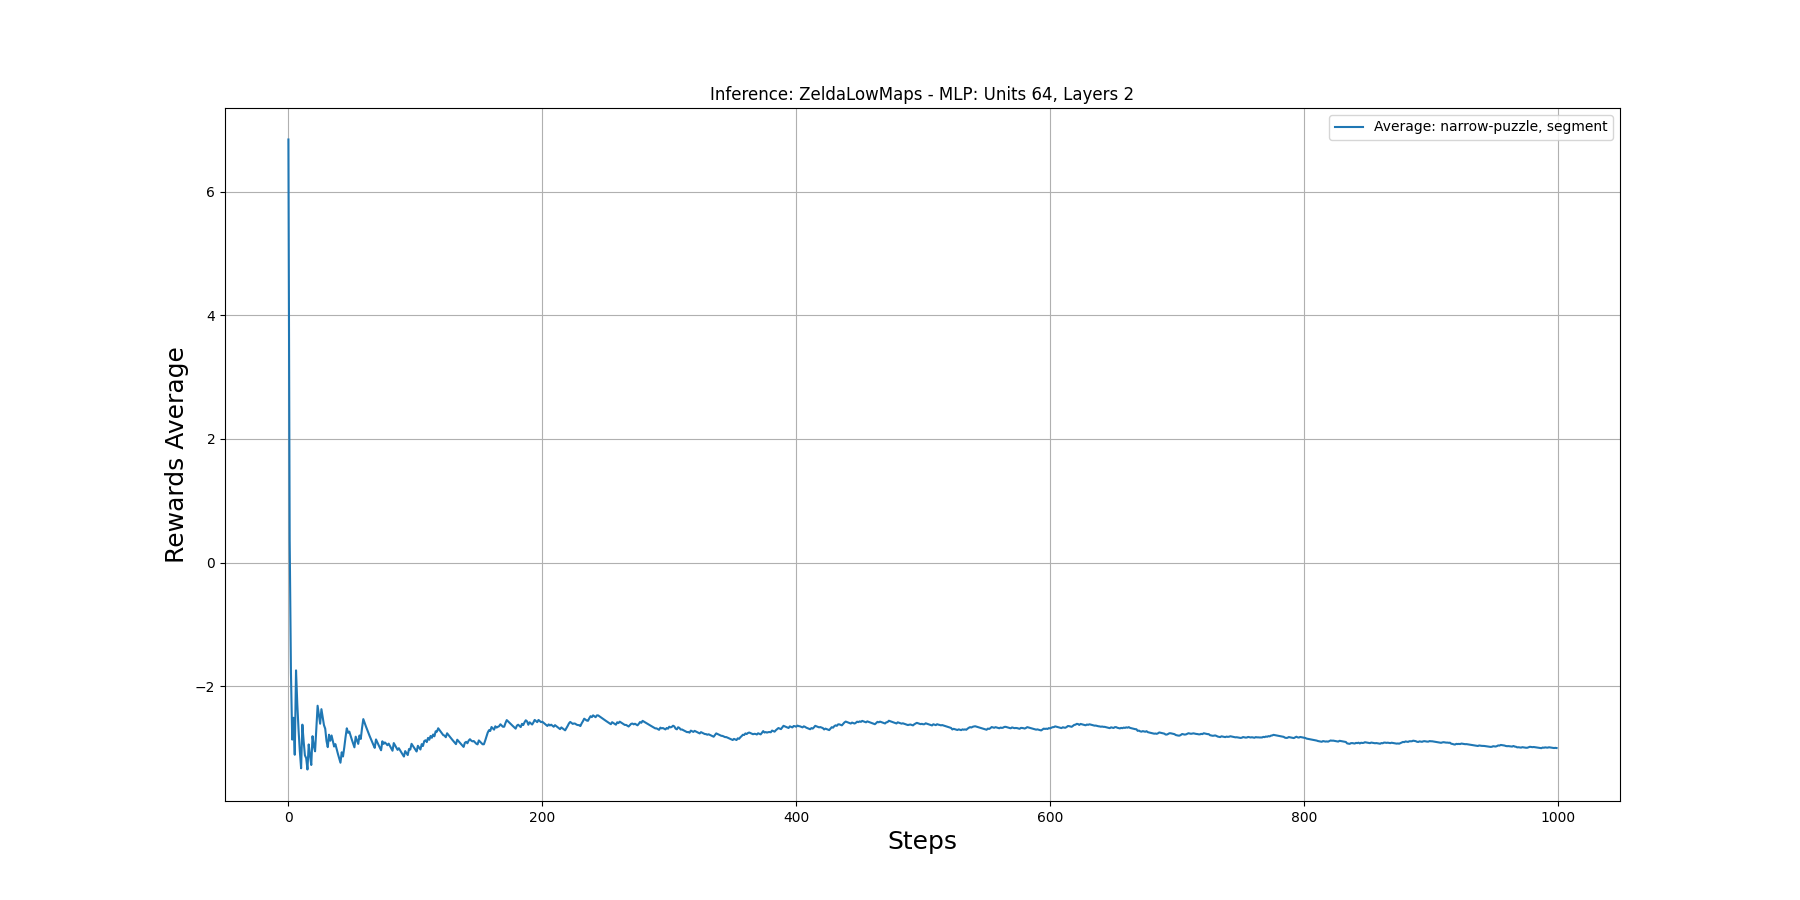 Inference: ZeldaLowMaps - MLP: Units 64, Layers 2
Average: narrow-puzzle, segment
Rewards Average
6
4
2
0
−2
0 200 400 600 800 1000
Steps